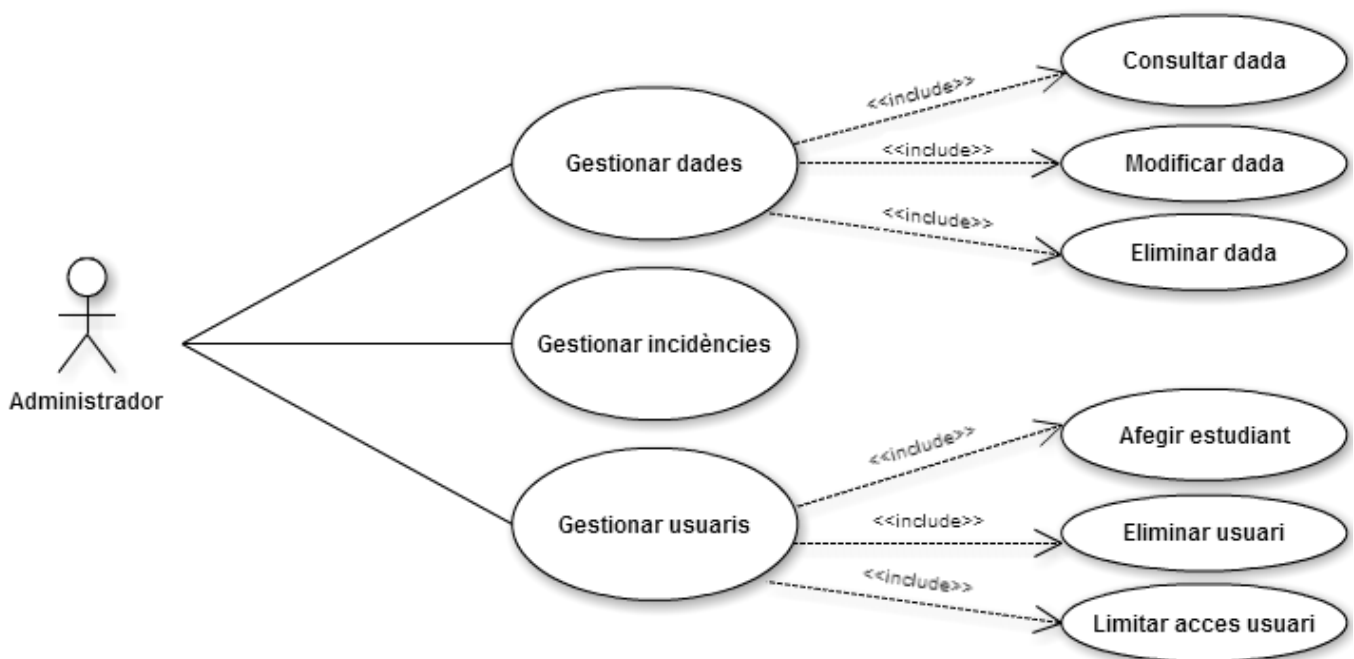 Consultar dada
<<include>>
<<include>>
Gestionar dades
Modificar dada
<<include>>
Eliminar dada
Gestionar incidències
Administrador
Afegir estudiant
<<include>>
Gestionar usuaris
<<include>>
Eliminar usuari
<<include>>
Limitar acces usuari